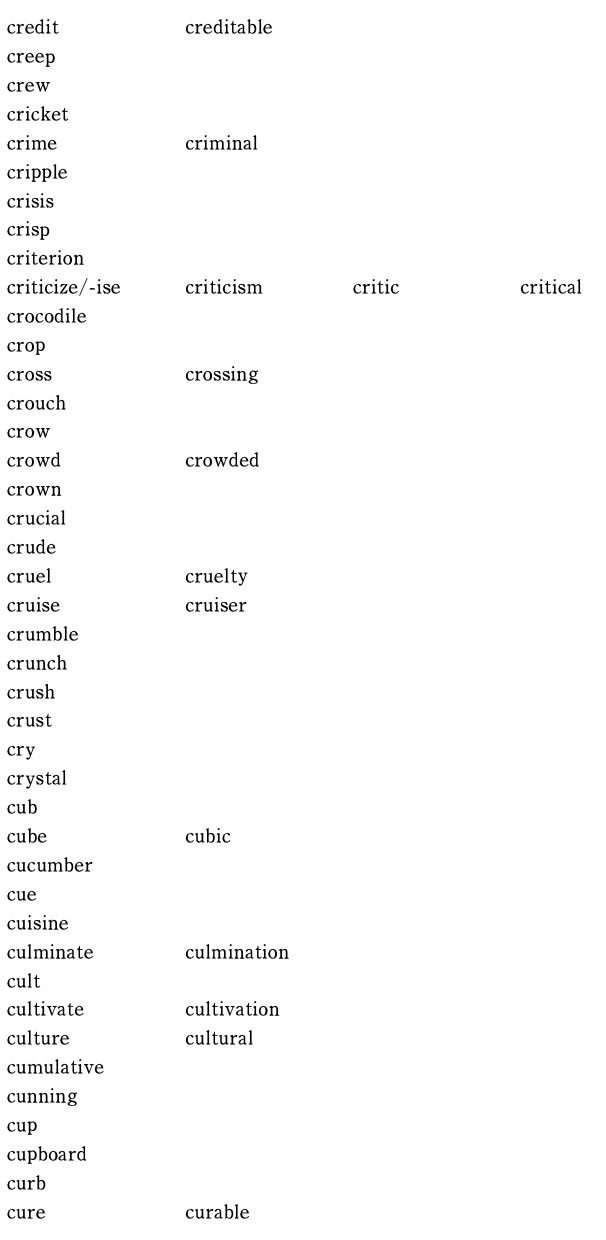 credit creditable
creep
crew
cricket
crime criminal
cripple
crisis
crisp
criterion
criticize/-ise criticism critic critical
crocodile
crop
cross crossing
crouch
crow
crowd crowded
crown
crucial
crude
cruel cruelty
cruise cruiser
crumble
crunch
crush
crust
cry
crystal
cub
cube cubic
cucumber
cue
cuisine
culminate culmination
cult
cultivate cultivation
culture cultural
cumulative
cunning
cup
cupboard
curb
cure curable